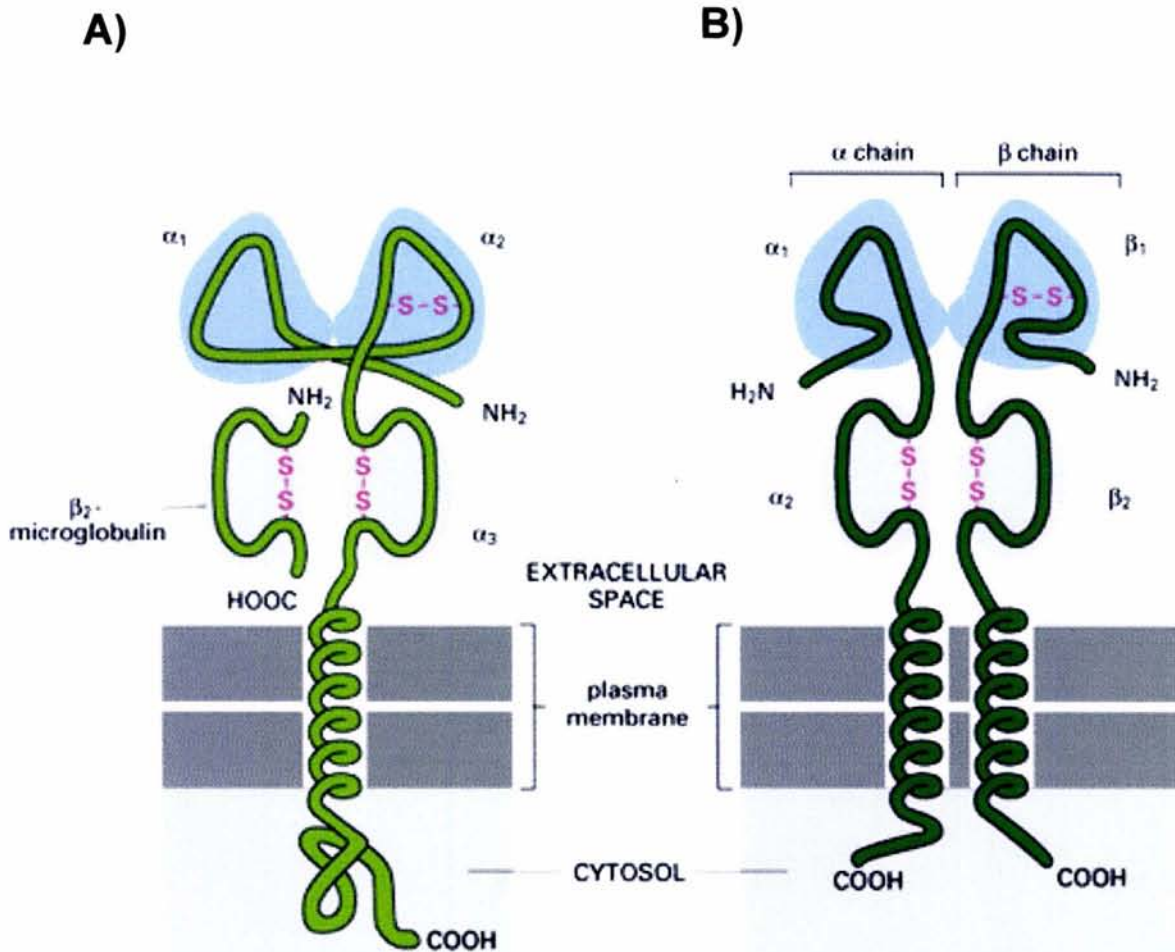 A)
B)
α chain
β chain
α₁
α₂
α₁
β₁
-S-S-
-S-S-
NH₂
NH₂
H₂N
NH₂
S
S
S
S
S
S
S
S
β₂-
microglobulin
α₃
α₂
β₂
HOOC
EXTRACELLULAR
SPACE
plasma
membrane
CYTOSOL
COOH
COOH
COOH